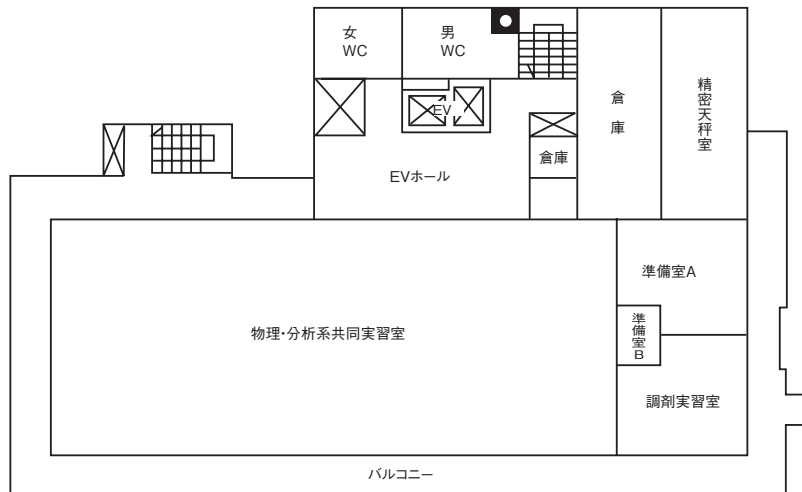 女
WC
男
WC
EV
倉
庫
精密天秤室
倉庫
EVホール
準備室A
物理・分析系共同実習室
準備室B
調剤実習室
バルコニー